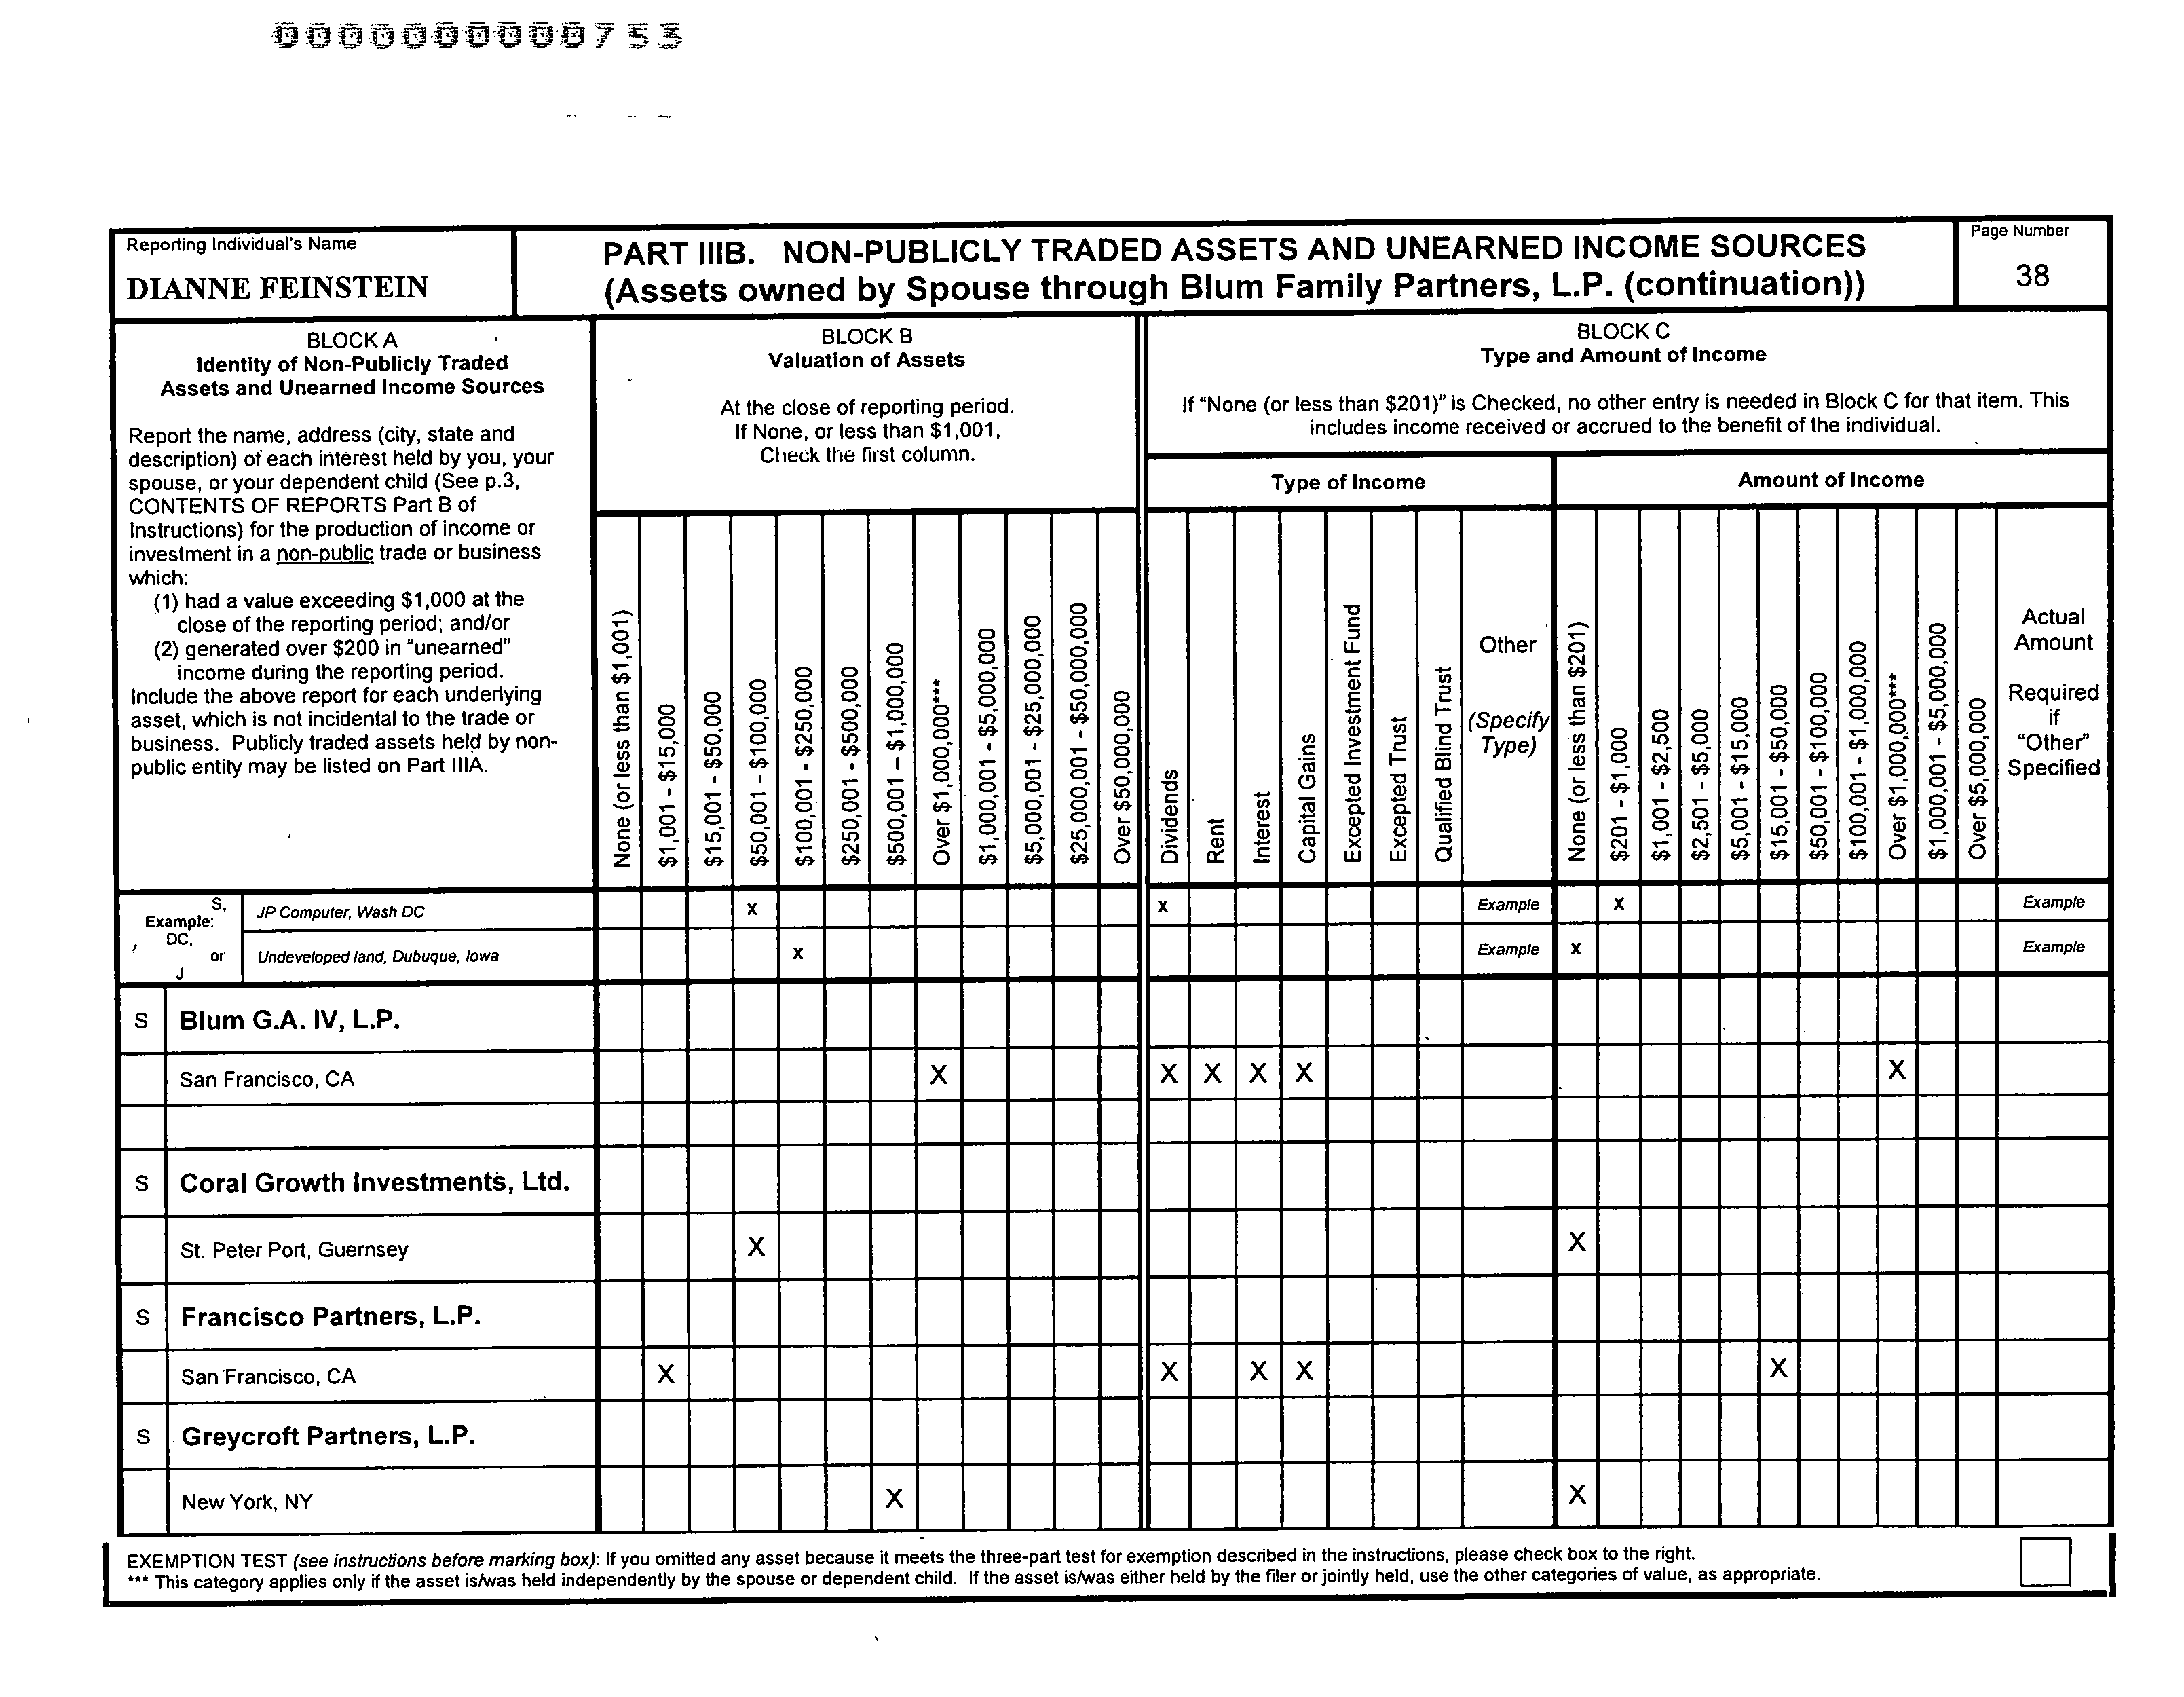 000000000753
Reporting Individual's Name
DIANNE FEINSTEIN
PART IIIB. NON-PUBLICLY TRADED ASSETS AND UNEARNED INCOME SOURCES
(Assets owned by Spouse through Blum Family Partners, L.P. (continuation))
Page Number
38
BLOCK A
Identity of Non-Publicly Traded
Assets and Unearned Income Sources
Report the name, address (city, state and
description) of each interest held by you, your
spouse, or your dependent child (See p.3,
CONTENTS OF REPORTS Part B of
Instructions) for the production of income or
investment in a non-public trade or business
which:
(1) had a value exceeding $1,000 at the
close of the reporting period; and/or
(2) generated over $200 in "unearned"
income during the reporting period.
Include the above report for each underlying
asset, which is not incidental to the trade or
business. Publicly traded assets held by non-
public entity may be listed on Part IIIA.
BLOCK B
Valuation of Assets
At the close of reporting period.
If None, or less than $1,001,
Check the first column.
None (or less than $1,001)
$1,001 - $15,000
$15,001 - $50,000
$50,001 - $100,000
$100,001 - $250,000
$250,001 - $500,000
$500,001 – $1,000,000
Over $1,000,000***
$1,000,001 - $5,000,000
$5,000,001 - $25,000,000
$25,000,001 - $50,000,000
Over $50,000,000
BLOCK C
Type and Amount of Income
If "None (or less than $201)" is Checked, no other entry is needed in Block C for that item. This
includes income received or accrued to the benefit of the individual.
Type of Income
Dividends
Rent
Interest
Capital Gains
Excepted Investment Fund
Excepted Trust
Qualified Blind Trust
Other
(Specify
Type)
Amount of Income
None (or less than $201)
$201 - $1,000
$1,001 - $2,500
$2,501 - $5,000
$5,001 - $15,000
$15,001 - $50,000
$50,001 - $100,000
$100,001 - $1,000,000
Over $1,000,000***
$1,000,001 - $5,000,000
Over $5,000,000
Actual
Amount
Required
if
"Other"
Specified
Example:
S,
DC,
or
J
JP Computer, Wash DC x x Example x Example
Undeveloped land, Dubuque, Iowa x Example x Example
S Blum G.A. IV, L.P.
San Francisco, CA X X X X X X
S Coral Growth Investments, Ltd.
St. Peter Port, Guernsey X X
S Francisco Partners, L.P.
San Francisco, CA X X X X X
S Greycroft Partners, L.P.
New York, NY X X
EXEMPTION TEST (see instructions before marking box): If you omitted any asset because it meets the three-part test for exemption described in the instructions, please check box to the right.
*** This category applies only if the asset is/was held independently by the spouse or dependent child. If the asset is/was either held by the filer or jointly held, use the other categories of value, as appropriate.